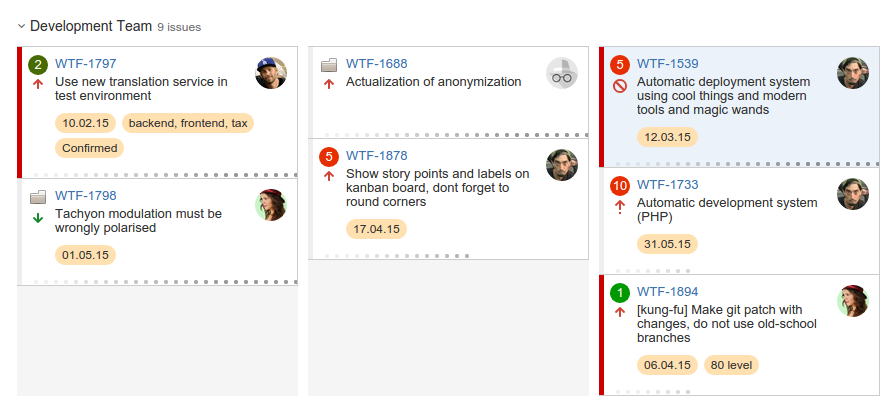 Development Team 9 issues
2 WTF-1797
Use new translation service in
test environment
10.02.15 backend, frontend, tax
Confirmed
WTF-1798
Tachyon modulation must be
wrongly polarised
01.05.15
WTF-1688
Actualization of anonymization
5 WTF-1878
Show story points and labels on
kanban board, dont forget to
round corners
17.04.15
5 WTF-1539
Automatic deployment system
using cool things and modern
tools and magic wands
12.03.15
10 WTF-1733
Automatic development system
(PHP)
31.05.15
1 WTF-1894
[kung-fu] Make git patch with
changes, do not use old-school
branches
06.04.15 80 level